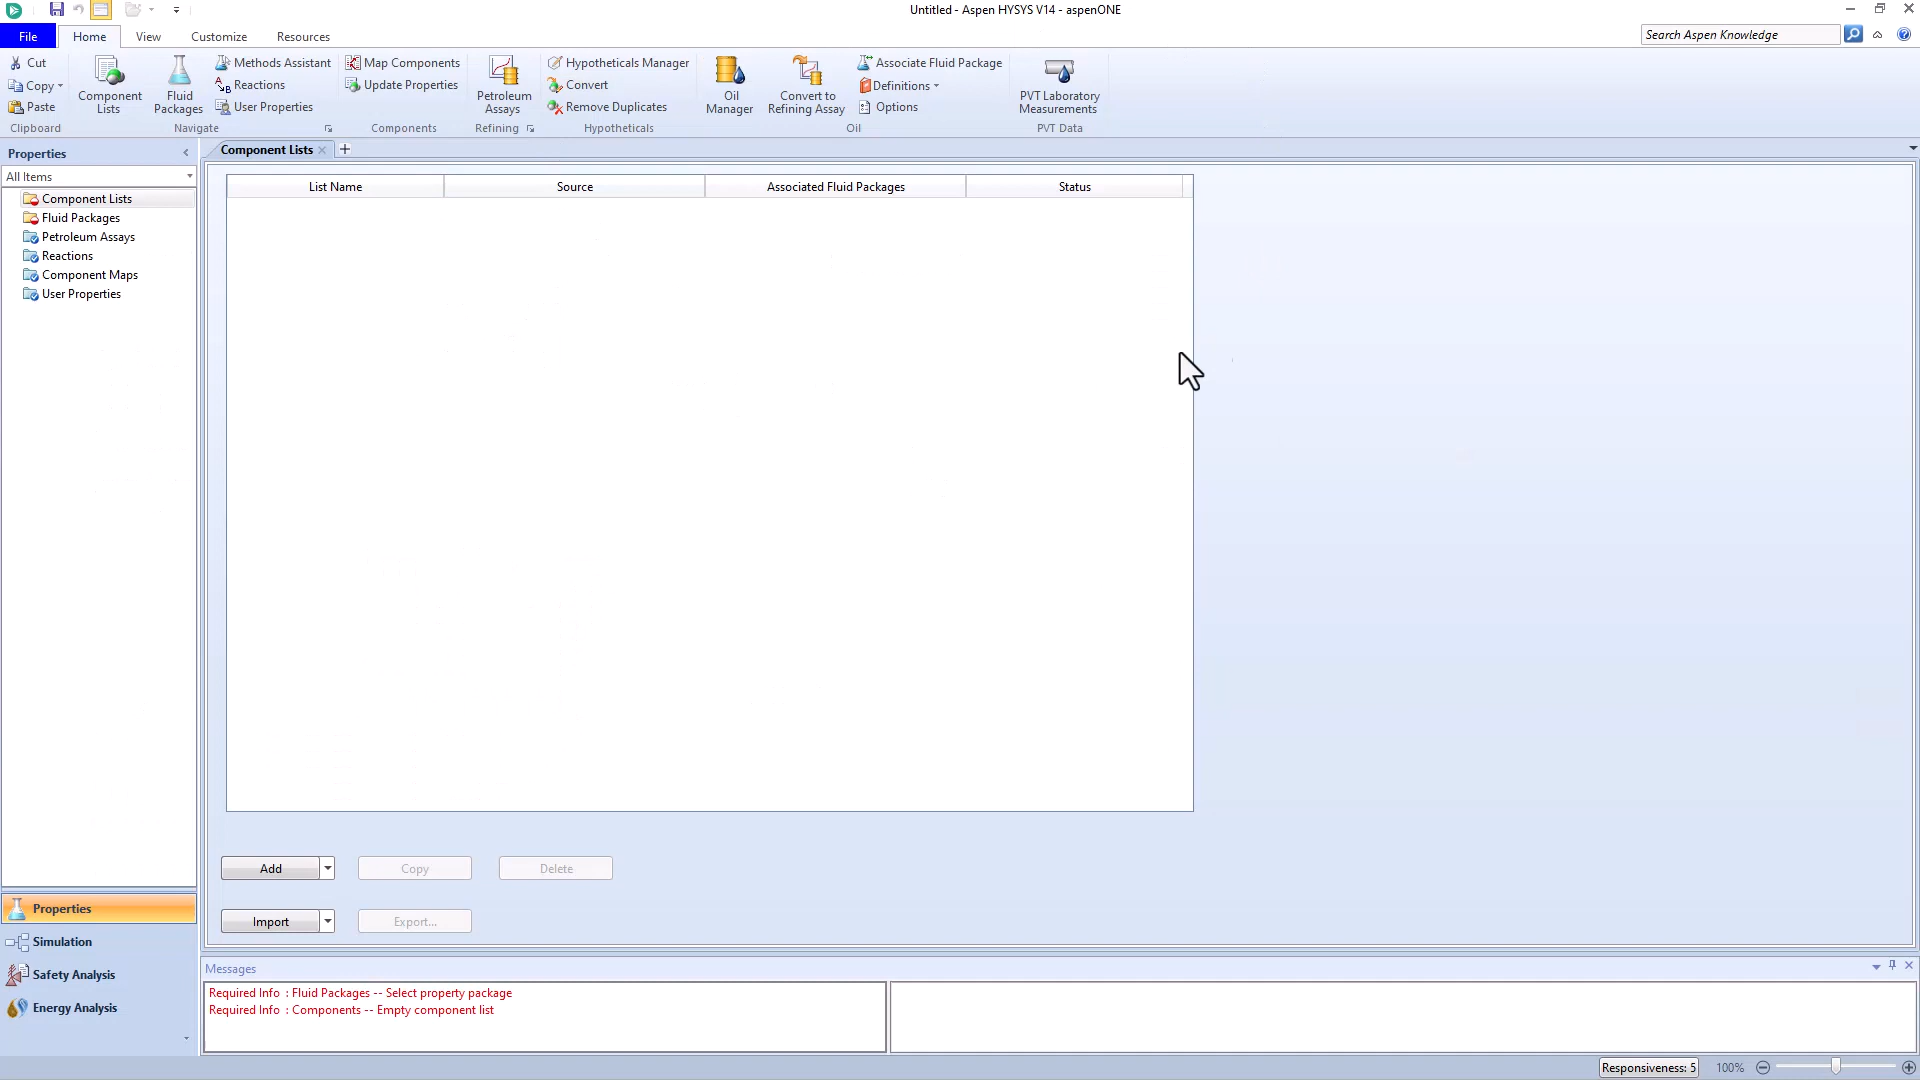 Untitled - Aspen HYSYS V14 - aspenONE
File Home View Customize Resources
Search Aspen Knowledge
Cut
Copy
Paste
Clipboard
Component Lists
Fluid Packages
Methods Assistant
Reactions
User Properties
Navigate
Map Components
Update Properties
Components
Petroleum Assays
Refining
Hypotheticals Manager
Convert
Remove Duplicates
Hypotheticals
Oil Manager
Convert to Refining Assay
Associate Fluid Package
Definitions
Options
Oil
PVT Laboratory Measurements
PVT Data
Properties
All Items
Component Lists
Fluid Packages
Petroleum Assays
Reactions
Component Maps
User Properties
Properties
Simulation
Safety Analysis
Energy Analysis
Component Lists
List Name Source Associated Fluid Packages Status
Add Copy Delete
Import Export...
Messages
Required Info : Fluid Packages -- Select property package
Required Info : Components -- Empty component list
Responsiveness: 5 100%